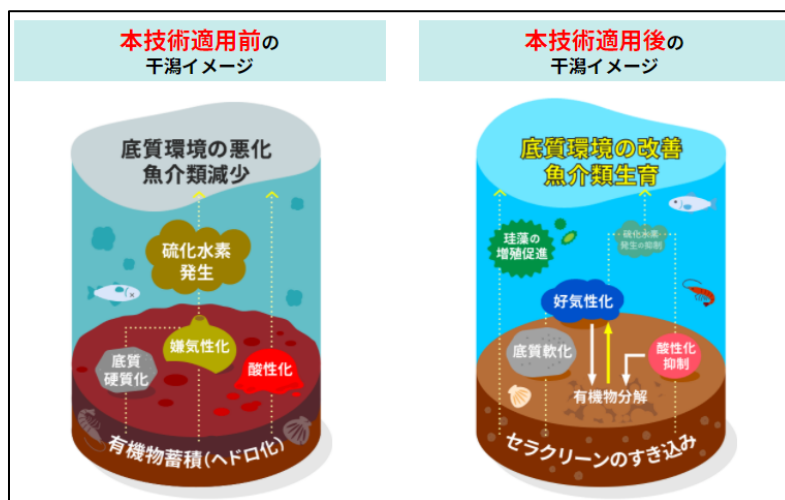 本技術適用前の
干潟イメージ
底質環境の悪化
魚介類減少
硫化水素
発生
底質
硬質化
嫌気性化
酸性化
有機物蓄積(ヘドロ化)
本技術適用後の
干潟イメージ
底質環境の改善
魚介類生育
珪藻の
増殖促進
硫化水素
発生の抑制
好気性化
底質軟化
酸性化
抑制
有機物分解
セラクリーンのすき込み